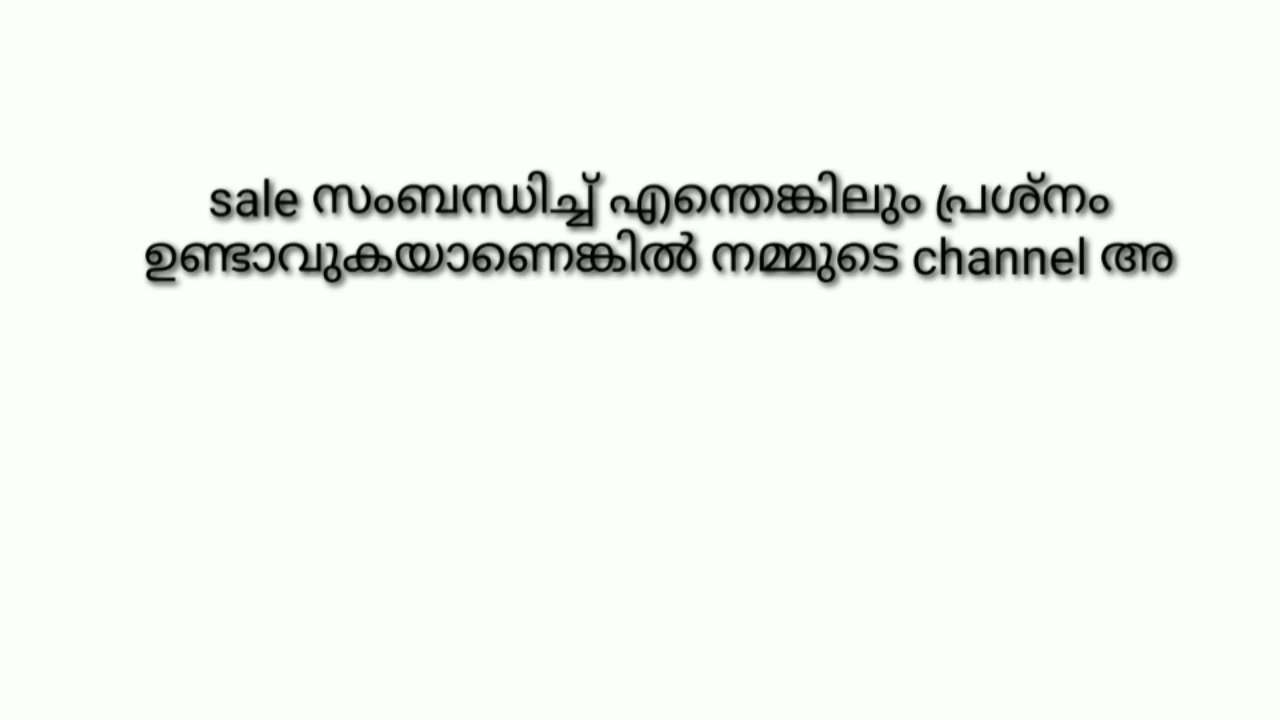 sale സംബന്ധിച്ച് എന്തെങ്കിലും പ്രശ്നം
ഉണ്ടാവുകയാണെങ്കിൽ നമ്മുടെ channel അ